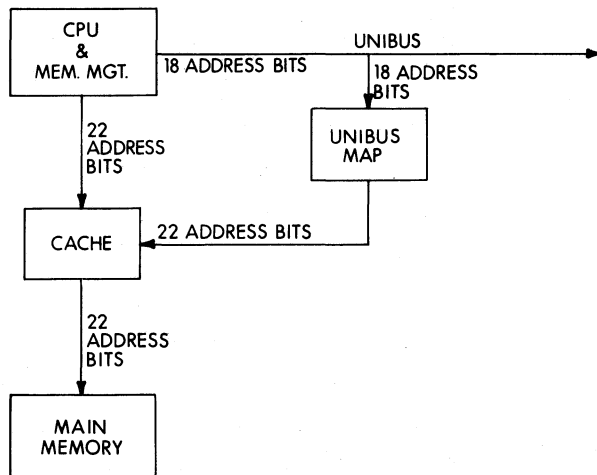 CPU
&
MEM. MGT.
UNIBUS
18 ADDRESS BITS
18 ADDRESS
BITS
22
ADDRESS
BITS
UNIBUS
MAP
CACHE
22 ADDRESS BITS
22
ADDRESS
BITS
MAIN
MEMORY